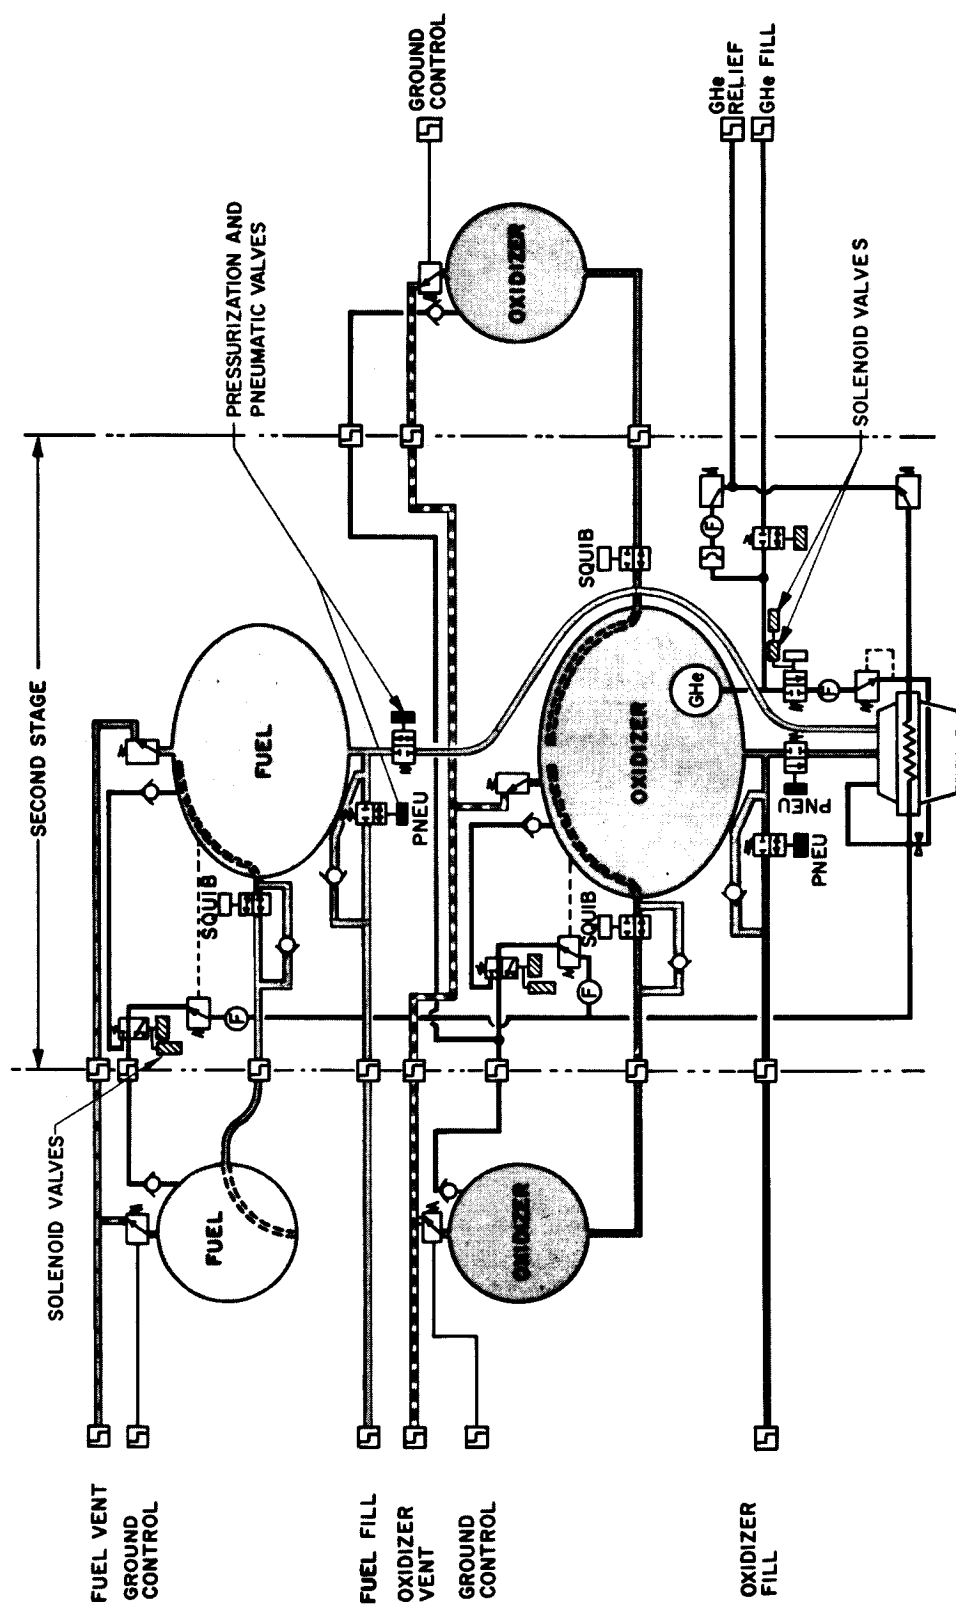 FUEL VENT
GROUND
CONTROL
FUEL FILL
OXIDIZER
VENT
GROUND
CONTROL
OXIDIZER
FILL
SOLENOID VALVES
FUEL
OXIDIZER
SECOND STAGE
SQUIB
FUEL
PNEU
SQUIB
OXIDIZER
GHe
PNEU
PNEU
SQUIB
F
F
F
F
PRESSURIZATION AND
PNEUMATIC VALVES
OXIDIZER
GROUND
CONTROL
SOLENOID VALVES
GHe
RELIEF
GHe FILL